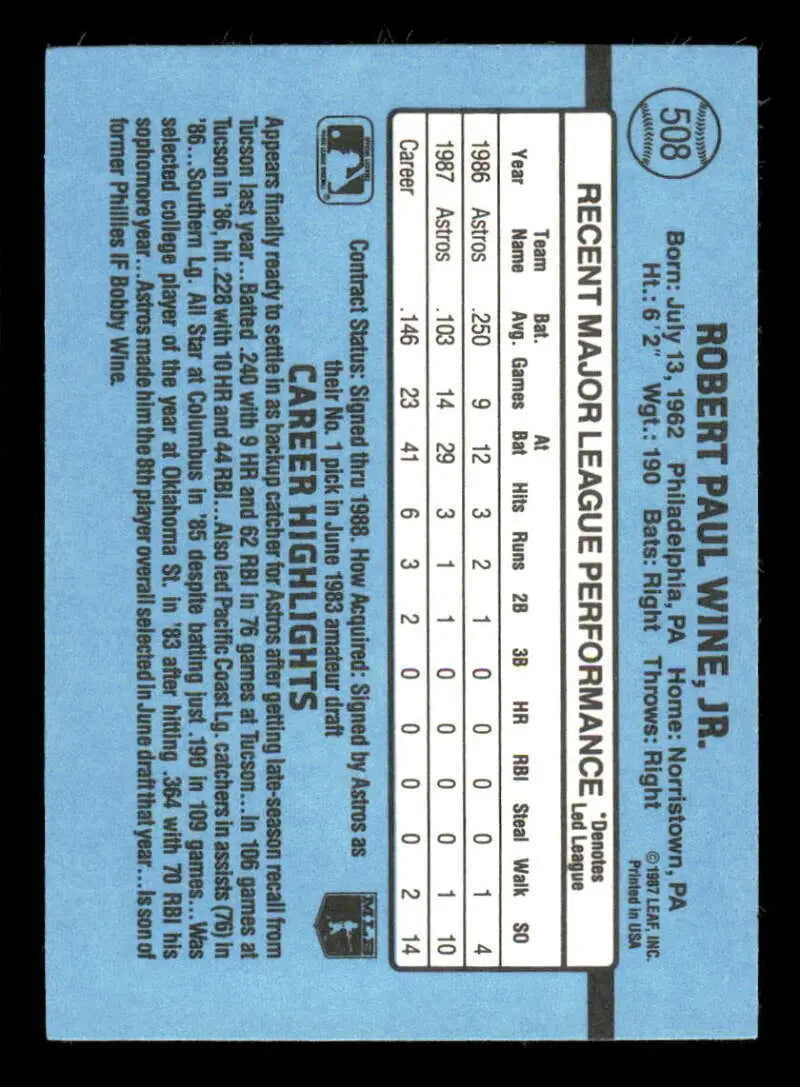 508
ROBERT PAUL WINE, JR.
Born: July 13, 1962 Philadelphia, PA Home: Norristown, PA
Ht.: 6'2" Wgt.: 190 Bats: Right Throws: Right
©1987 LEAF, INC.
Printed in USA
RECENT MAJOR LEAGUE PERFORMANCE *Denotes Led League
Year Team Name Bat. Avg. Games At Bat Hits Runs 2B 3B HR RBI Steal Walk SO
1986 Astros .250 9 12 3 2 1 0 0 0 0 1 4
1987 Astros .103 14 29 3 1 1 0 0 0 0 1 10
Career .146 23 41 6 3 2 0 0 0 0 2 14
Contract Status: Signed thru 1988. How Acquired: Signed by Astros as
their No. 1 pick in June 1983 amateur draft
MLB
CAREER HIGHLIGHTS
Appears finally ready to settle in as backup catcher for Astros after getting late-season recall from
Tucson last year...Batted .240 with 9 HR and 62 RBI in 76 games at Tucson...In 106 games at
Tucson in '86, hit .228 with 10 HR and 44 RBI...Also led Pacific Coast Lg. catchers in assists (76) in
'86...Southern Lg. All Star at Columbus in '85 despite batting just .190 in 109 games...Was
selected college player of the year at Oklahoma St. in '83 after hitting .364 with 70 RBI his
sophomore year...Astros made him the 8th player overall selected in June draft that year...Is son of
former Phillies IF Bobby Wine.